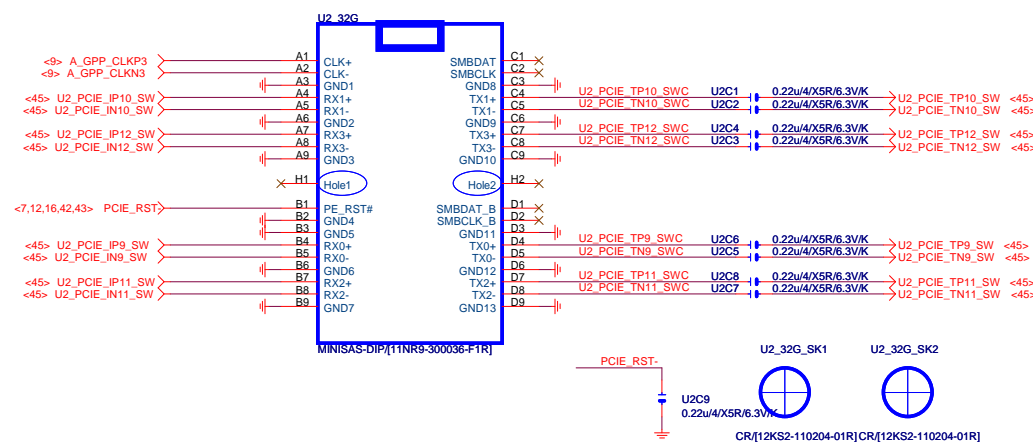 U2_32G
<9> A_GPP_CLKP3 A1 CLK+ SMBDAT C1
<9> A_GPP_CLKN3 A2 CLK- SMBCLK C2
A3 GND1 GND8 C3
<45> U2_PCIE_IP10_SW A4 RX1+ TX1+ C4 U2_PCIE_TP10_SWC U2C1 0.22u/4/X5R/6.3V/K U2_PCIE_TP10_SW <45>
<45> U2_PCIE_IN10_SW A5 RX1- TX1- C5 U2_PCIE_TN10_SWC U2C2 0.22u/4/X5R/6.3V/K U2_PCIE_TN10_SW <45>
A6 GND2 GND9 C6
<45> U2_PCIE_IP12_SW A7 RX3+ TX3+ C7 U2_PCIE_TP12_SWC U2C4 0.22u/4/X5R/6.3V/K U2_PCIE_TP12_SW <45>
<45> U2_PCIE_IN12_SW A8 RX3- TX3- C8 U2_PCIE_TN12_SWC U2C3 0.22u/4/X5R/6.3V/K U2_PCIE_TN12_SW <45>
A9 GND3 GND10 C9
H1 Hole1 Hole2 H2
<7,12,16,42,43> PCIE_RST- B1 PE_RST# SMBDAT_B D1
B2 GND4 SMBCLK_B D2
B3 GND5 GND11 D3
<45> U2_PCIE_IP9_SW B4 RX0+ TX0+ D4 U2_PCIE_TP9_SWC U2C6 0.22u/4/X5R/6.3V/K U2_PCIE_TP9_SW <45>
<45> U2_PCIE_IN9_SW B5 RX0- TX0- D5 U2_PCIE_TN9_SWC U2C5 0.22u/4/X5R/6.3V/K U2_PCIE_TN9_SW <45>
B6 GND6 GND12 D6
<45> U2_PCIE_IP11_SW B7 RX2+ TX2+ D7 U2_PCIE_TP11_SWC U2C8 0.22u/4/X5R/6.3V/K U2_PCIE_TP11_SW <45>
<45> U2_PCIE_IN11_SW B8 RX2- TX2- D8 U2_PCIE_TN11_SWC U2C7 0.22u/4/X5R/6.3V/K U2_PCIE_TN11_SW <45>
B9 GND7 GND13 D9
MINISAS-DIP/[11NR9-300036-F1R]
PCIE_RST-
U2C9
0.22u/4/X5R/6.3V/K
U2_32G_SK1 U2_32G_SK2
CR/[12KS2-110204-01R] CR/[12KS2-110204-01R]